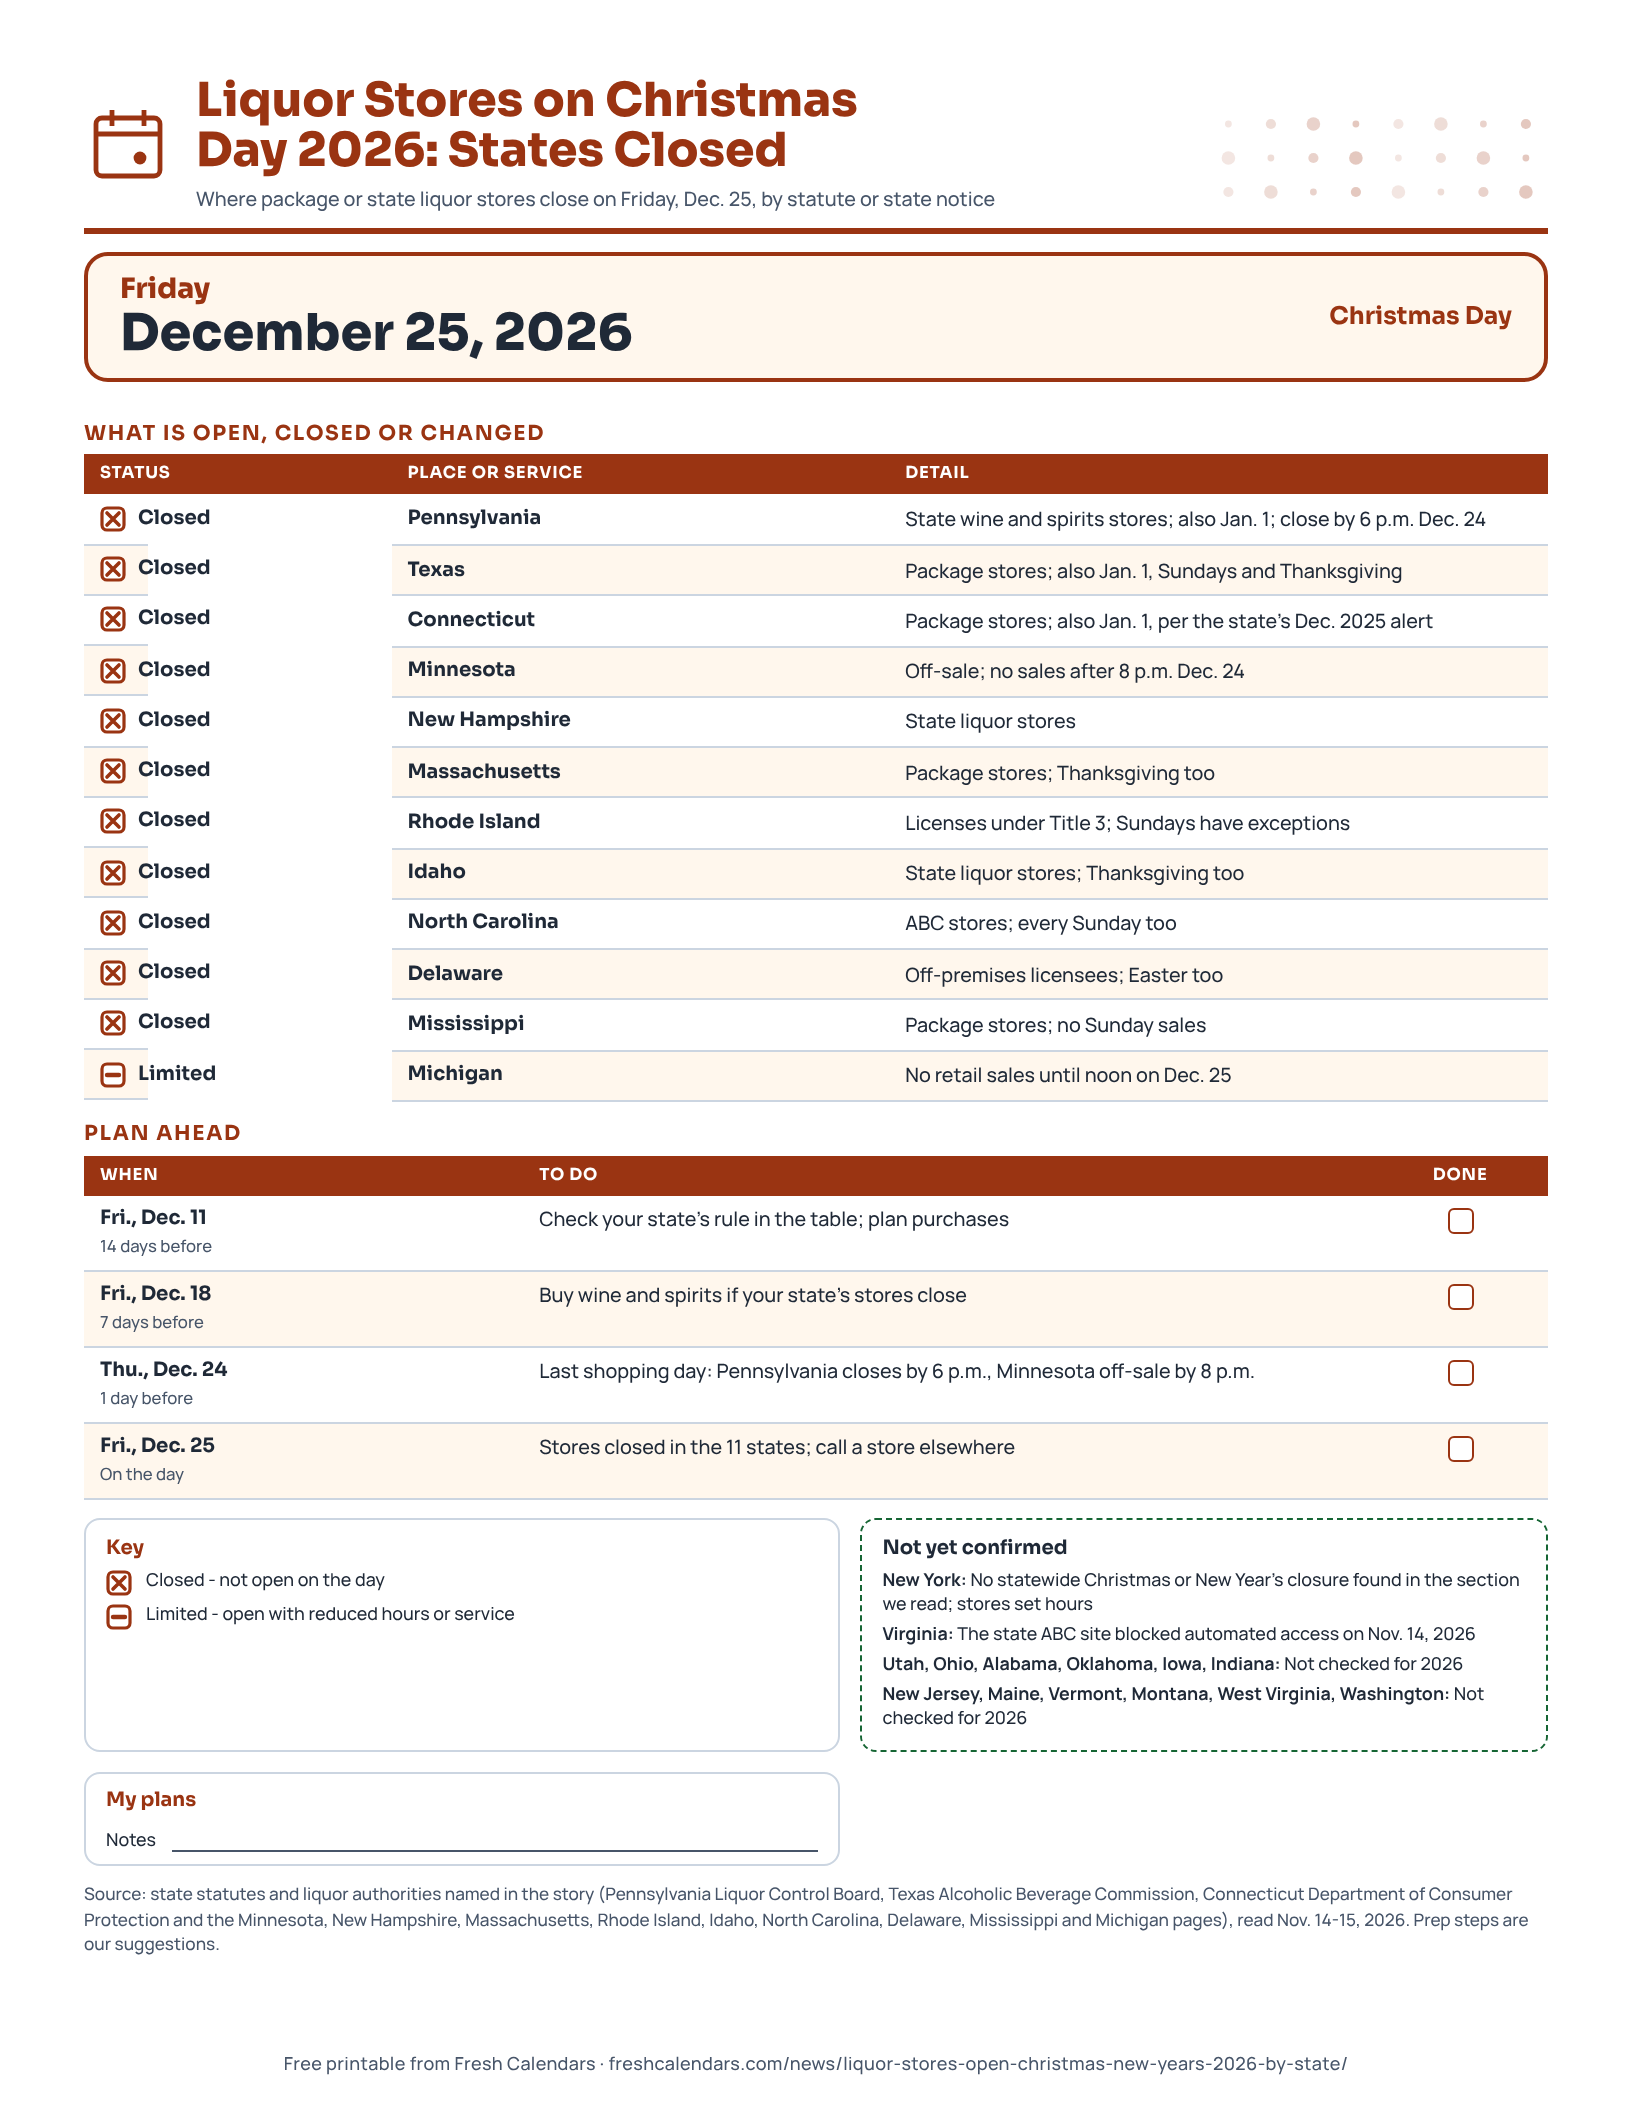 Liquor Stores on Christmas
Day 2026: States Closed
Where package or state liquor stores close on Friday, Dec. 25, by statute or state notice
Friday
December 25, 2026
Christmas Day
WHAT IS OPEN, CLOSED OR CHANGED
STATUS PLACE OR SERVICE DETAIL
Closed Pennsylvania State wine and spirits stores; also Jan. 1; close by 6 p.m. Dec. 24
Closed Texas Package stores; also Jan. 1, Sundays and Thanksgiving
Closed Connecticut Package stores; also Jan. 1, per the state’s Dec. 2025 alert
Closed Minnesota Off-sale; no sales after 8 p.m. Dec. 24
Closed New Hampshire State liquor stores
Closed Massachusetts Package stores; Thanksgiving too
Closed Rhode Island Licenses under Title 3; Sundays have exceptions
Closed Idaho State liquor stores; Thanksgiving too
Closed North Carolina ABC stores; every Sunday too
Closed Delaware Off-premises licensees; Easter too
Closed Mississippi Package stores; no Sunday sales
Limited Michigan No retail sales until noon on Dec. 25
PLAN AHEAD
WHEN TO DO DONE
Fri., Dec. 11 Check your state’s rule in the table; plan purchases
14 days before
Fri., Dec. 18 Buy wine and spirits if your state’s stores close
7 days before
Thu., Dec. 24 Last shopping day: Pennsylvania closes by 6 p.m., Minnesota off-sale by 8 p.m.
1 day before
Fri., Dec. 25 Stores closed in the 11 states; call a store elsewhere
On the day
Key
Closed - not open on the day
Limited - open with reduced hours or service
Not yet confirmed
New York: No statewide Christmas or New Year’s closure found in the section
we read; stores set hours
Virginia: The state ABC site blocked automated access on Nov. 14, 2026
Utah, Ohio, Alabama, Oklahoma, Iowa, Indiana: Not checked for 2026
New Jersey, Maine, Vermont, Montana, West Virginia, Washington: Not
checked for 2026
My plans
Notes
Source: state statutes and liquor authorities named in the story (Pennsylvania Liquor Control Board, Texas Alcoholic Beverage Commission, Connecticut Department of Consumer
Protection and the Minnesota, New Hampshire, Massachusetts, Rhode Island, Idaho, North Carolina, Delaware, Mississippi and Michigan pages), read Nov. 14-15, 2026. Prep steps are
our suggestions.
Free printable from Fresh Calendars · freshcalendars.com/news/liquor-stores-open-christmas-new-years-2026-by-state/